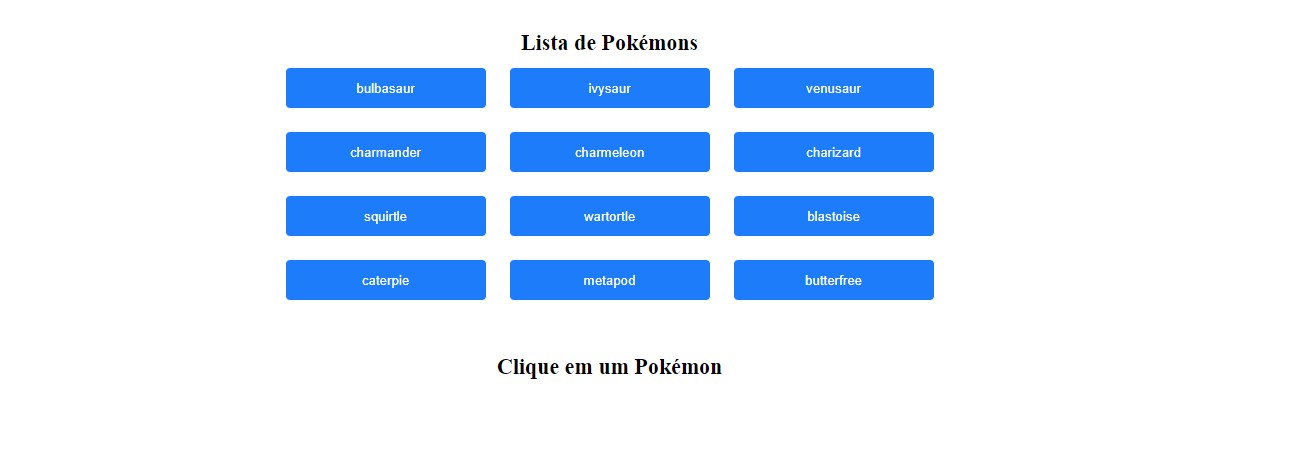 Lista de Pokémons
bulbasaur ivysaur venusaur
charmander charmeleon charizard
squirtle wartortle blastoise
caterpie metapod butterfree
Clique em um Pokémon